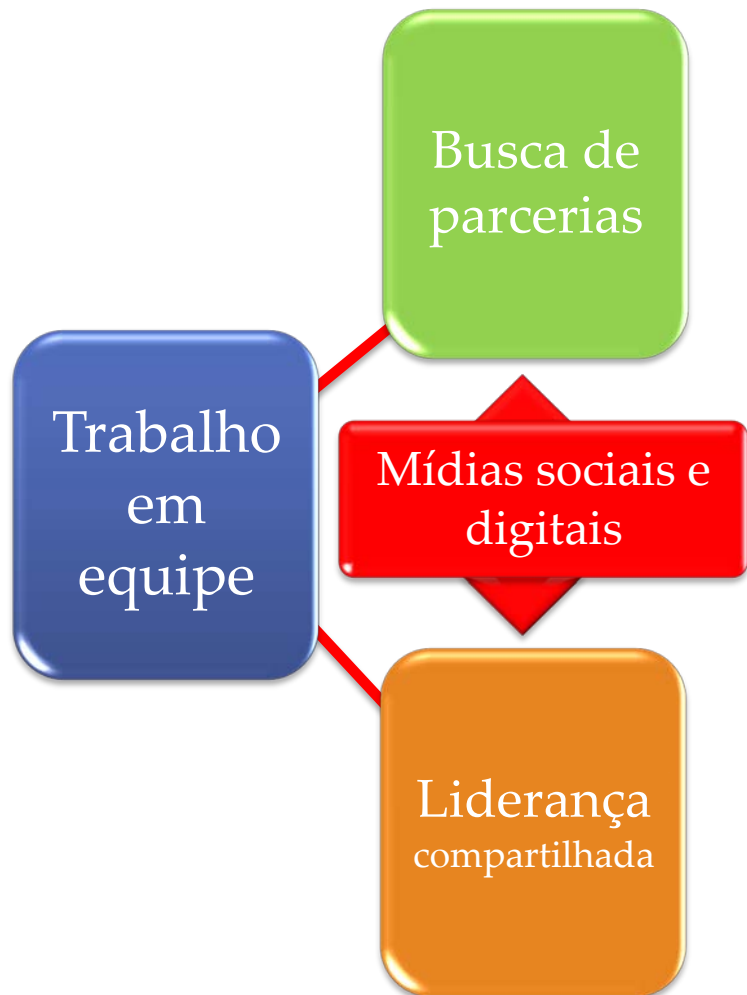 Busca de
parcerias
Trabalho
em
equipe
Mídias sociais e
digitais
Liderança
compartilhada